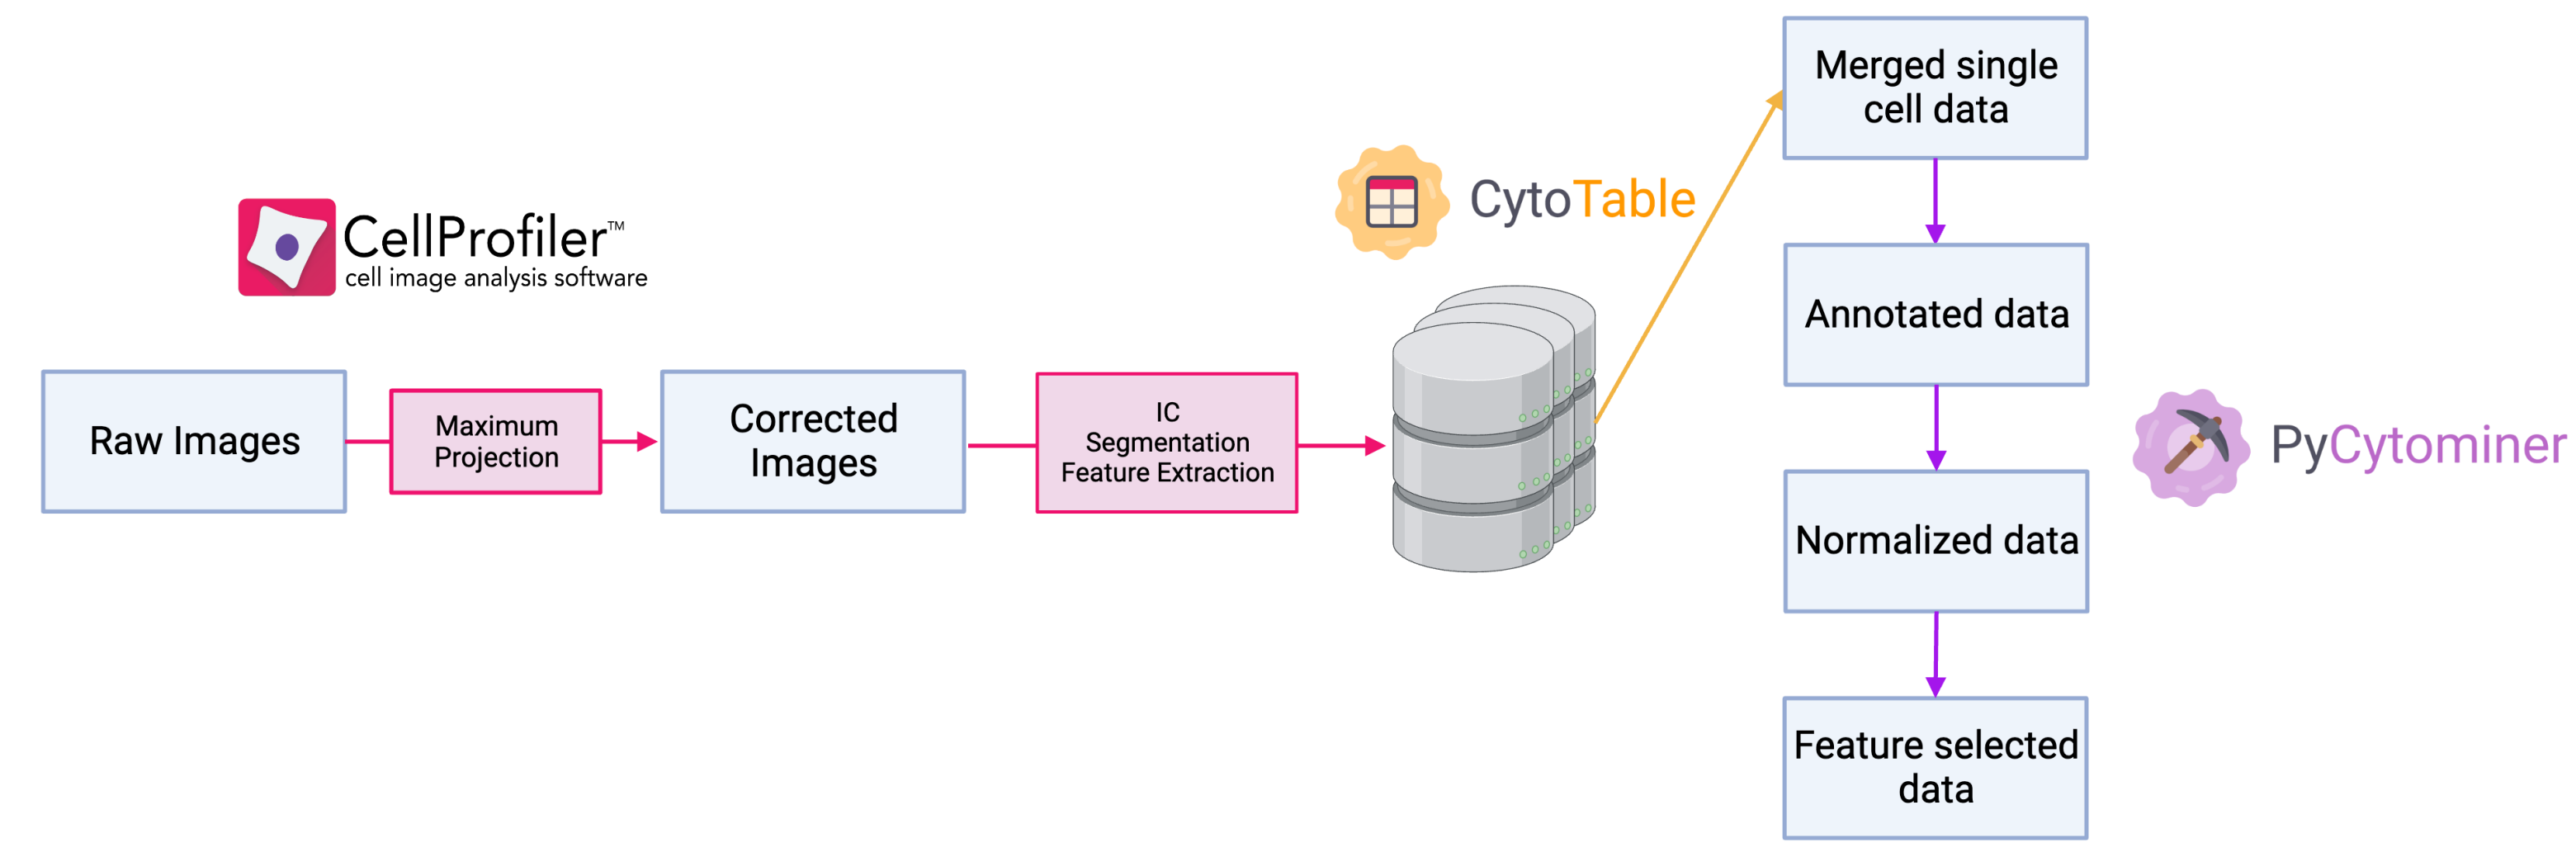 CellProfiler™
cell image analysis software
Raw Images
Maximum
Projection
Corrected
Images
IC
Segmentation
Feature Extraction
CytoTable
Merged single
cell data
Annotated data
Normalized data
Feature selected
data
PyCytominer